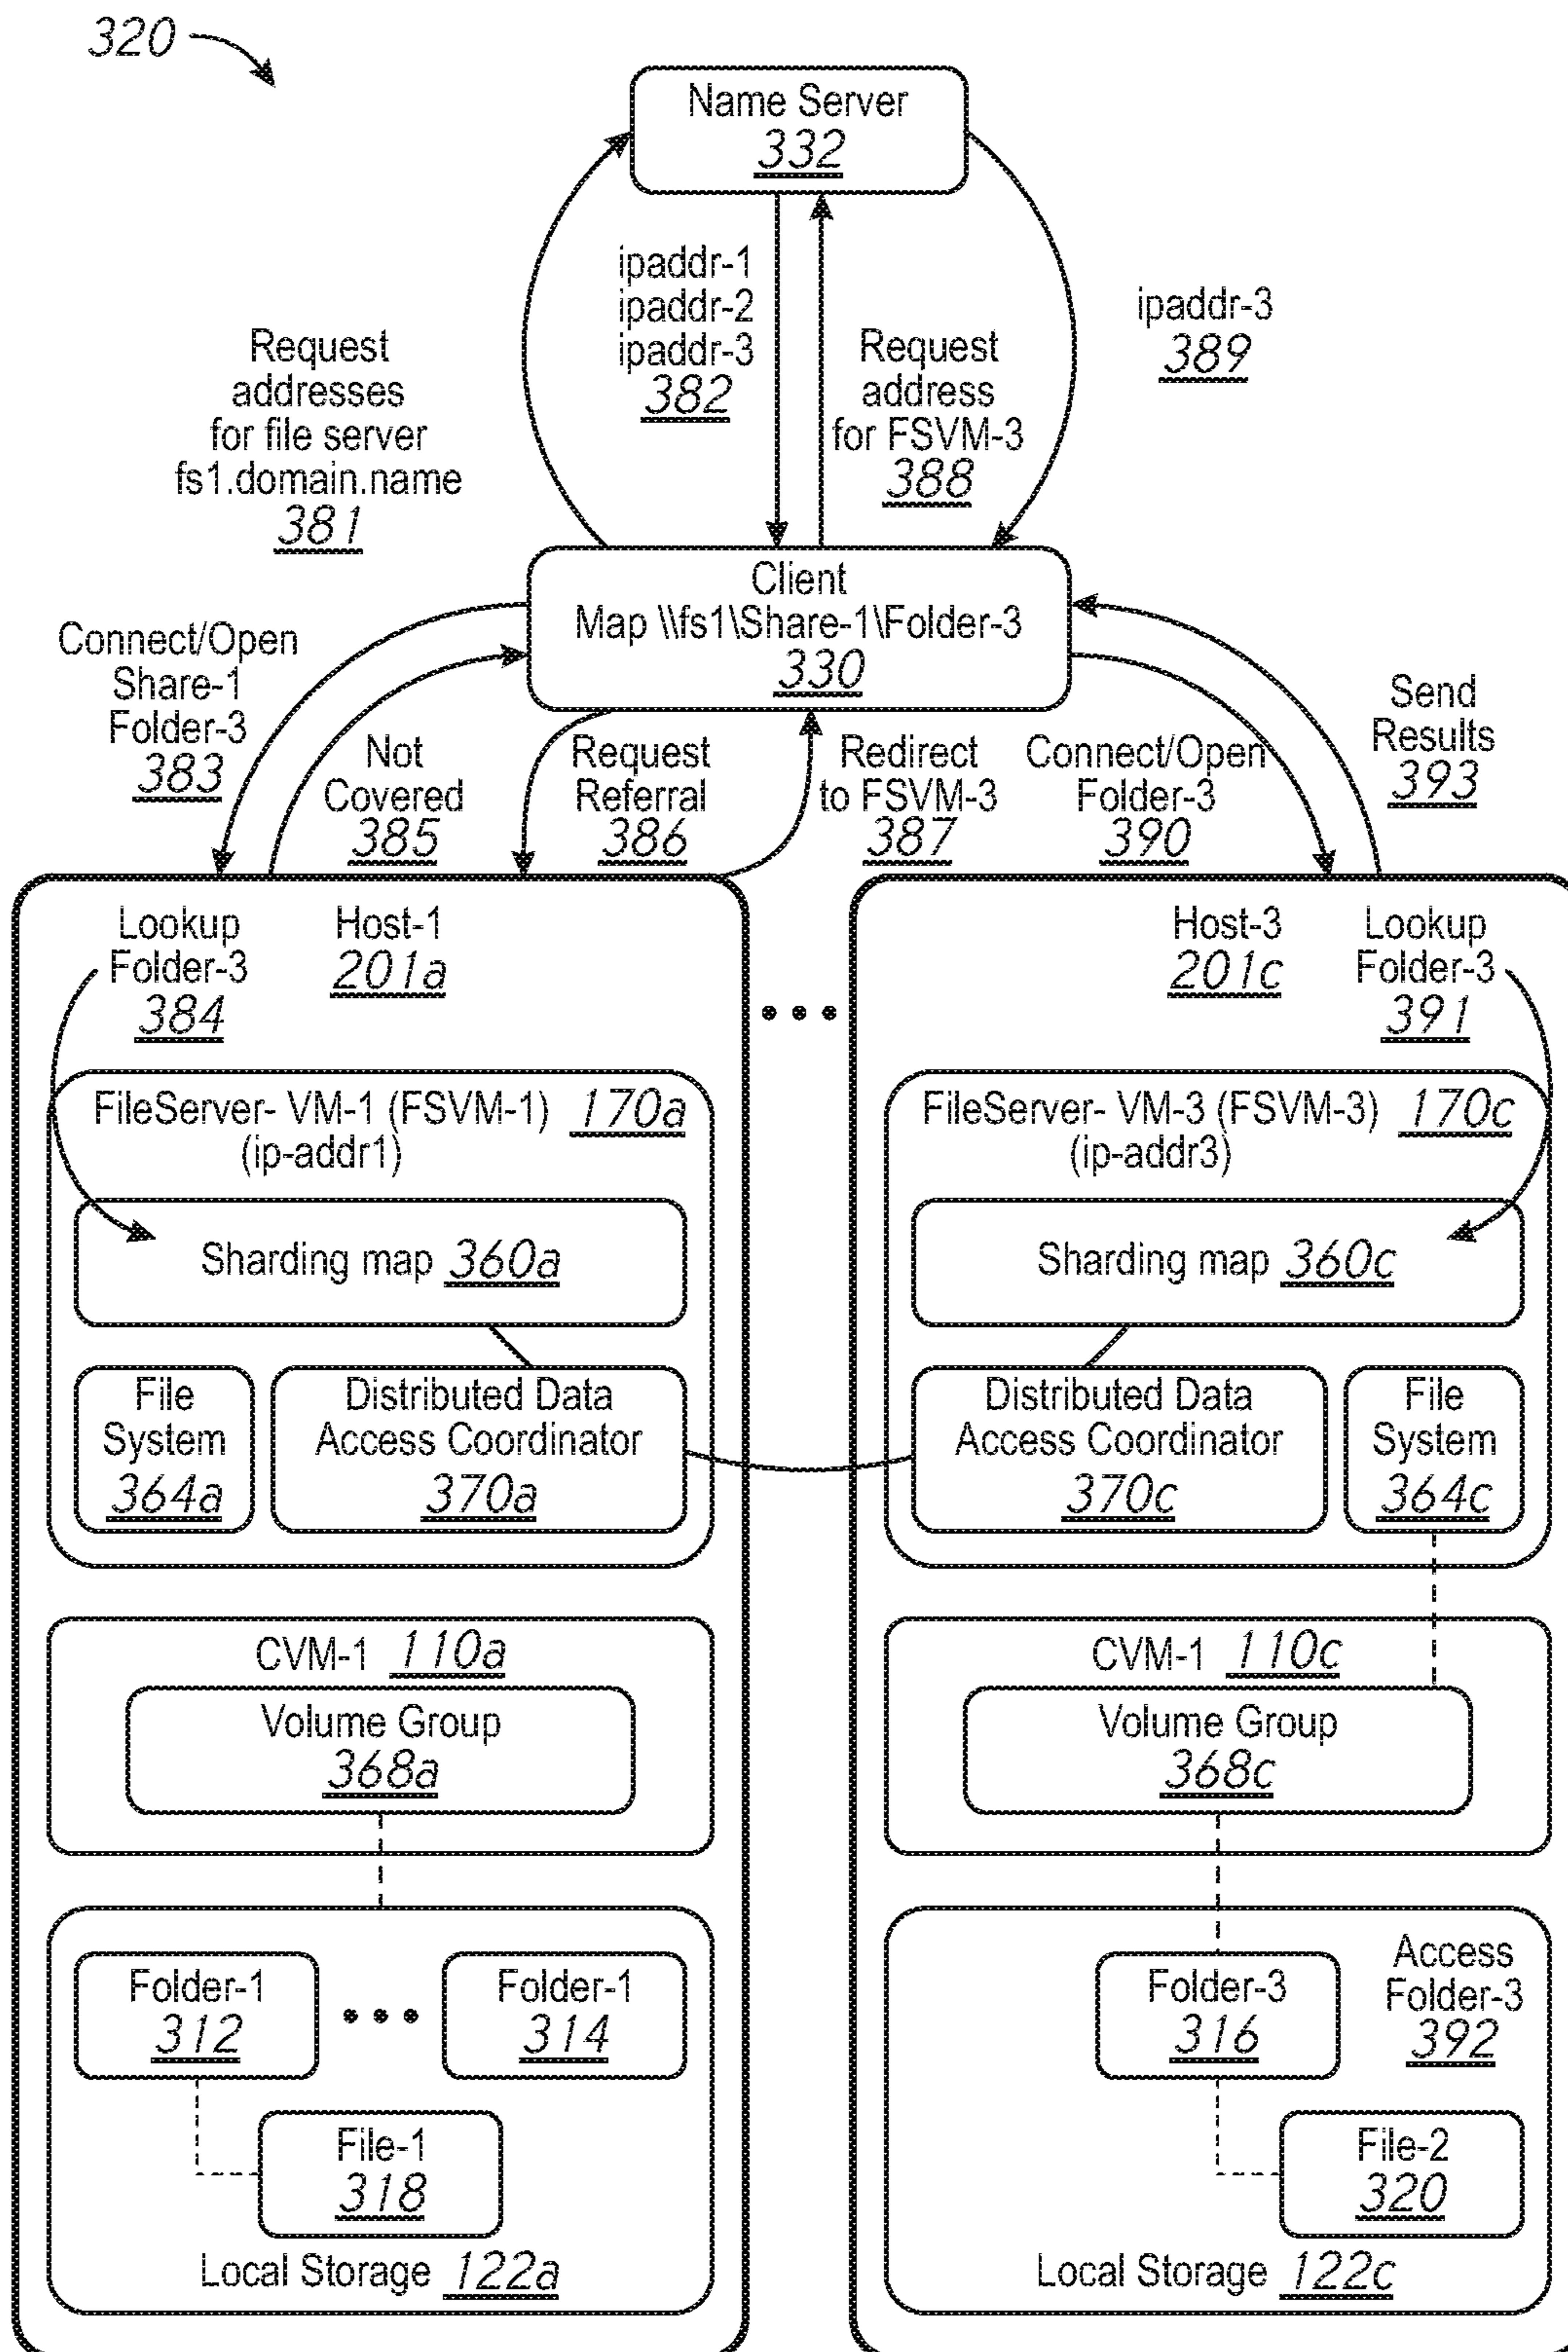 320
Name Server
332
Request
addresses
for file server
fs1.domain.name
381
ipaddr-1
ipaddr-2
ipaddr-3
382
Request
address
for FSVM-3
388
ipaddr-3
389
Client
Map \\fs1\Share-1\Folder-3
330
Connect/Open
Share-1
Folder-3
383
Not
Covered
385
Request
Referral
386
Redirect
to FSVM-3
387
Connect/Open
Folder-3
390
Send
Results
393
Lookup
Folder-3
384
Host-1
201a
FileServer- VM-1 (FSVM-1) 170a
(ip-addr1)
Sharding map 360a
File
System
364a
Distributed Data
Access Coordinator
370a
CVM-1 110a
Volume Group
368a
Folder-1
312
Folder-1
314
File-1
318
Local Storage 122a
Host-3
201c
Lookup
Folder-3
391
FileServer- VM-3 (FSVM-3) 170c
(ip-addr3)
Sharding map 360c
Distributed Data
Access Coordinator
370c
File
System
364c
CVM-1 110c
Volume Group
368c
Folder-3
316
Access
Folder-3
392
File-2
320
Local Storage 122c